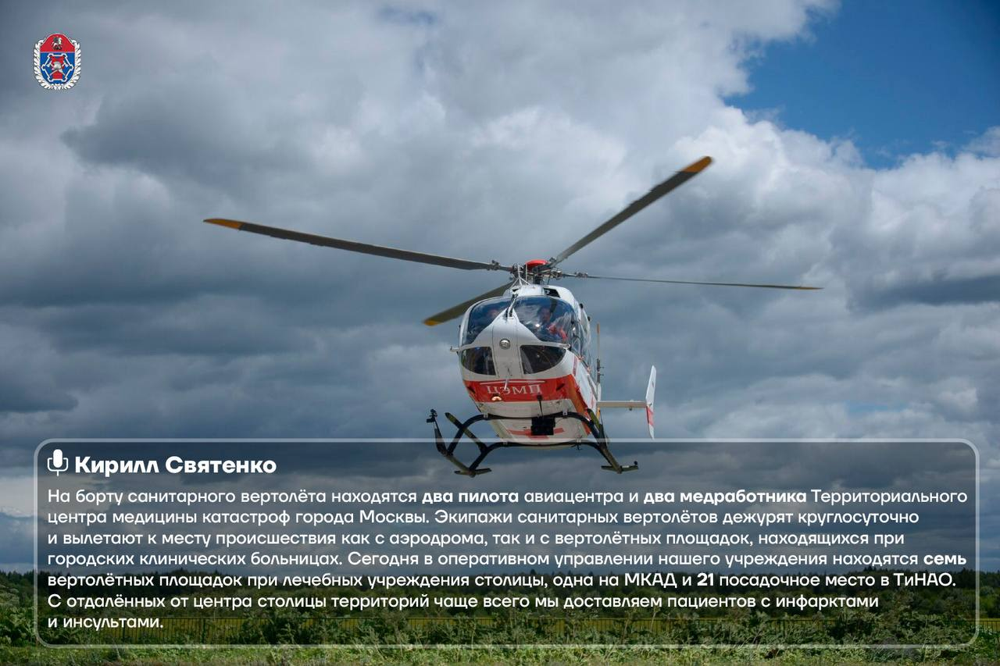 ЦЭМП
Кирилл Святенко
На борту санитарного вертолёта находятся два пилота авиацентра и два медработника Территориального
центра медицины катастроф города Москвы. Экипажи санитарных вертолётов дежурят круглосуточно
и вылетают к месту происшествия как с аэродрома, так и с вертолётных площадок, находящихся при
городских клинических больницах. Сегодня в оперативном управлении нашего учреждения находятся семь
вертолётных площадок при лечебных учреждения столицы, одна на МКАД и 21 посадочное место в ТиНАО.
С отдалённых от центра столицы территорий чаще всего мы доставляем пациентов с инфарктами
и инсультами.